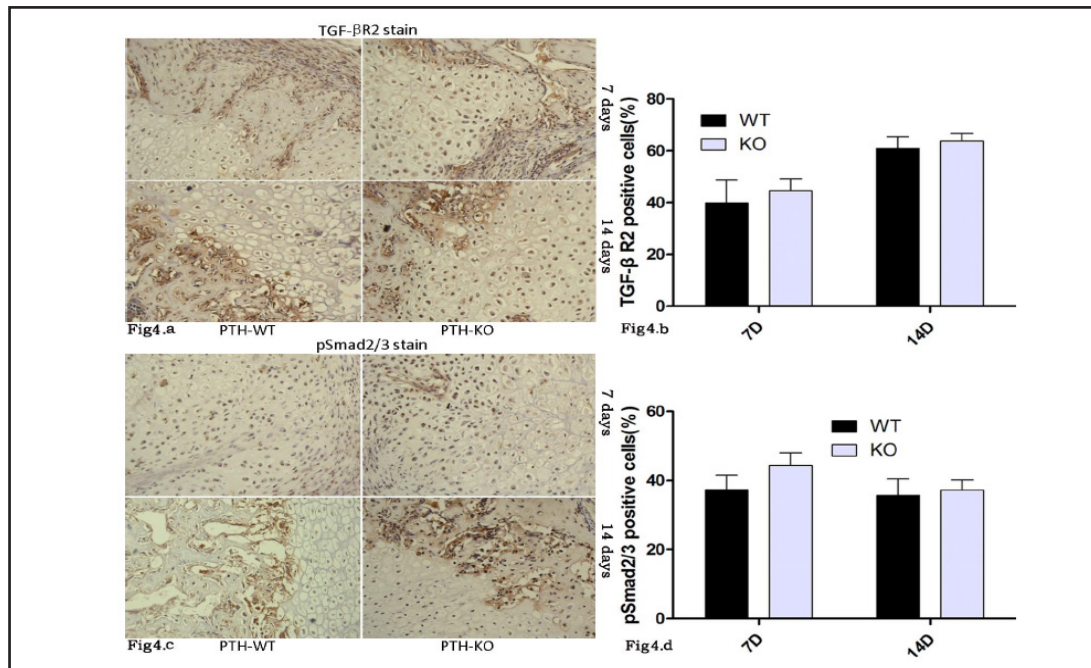 TGF-βR2 stain
7 days
14 days
Fig4.a
PTH-WT
PTH-KO
TGF-β R2 positive cells(%)
80
60
40
20
0
WT
KO
7D
14D
Fig4.b
pSmad2/3 stain
7 days
14 days
Fig4.c
PTH-WT
PTH-KO
pSmad2/3 positive cells(%)
60
40
20
0
WT
KO
7D
14D
Fig4.d